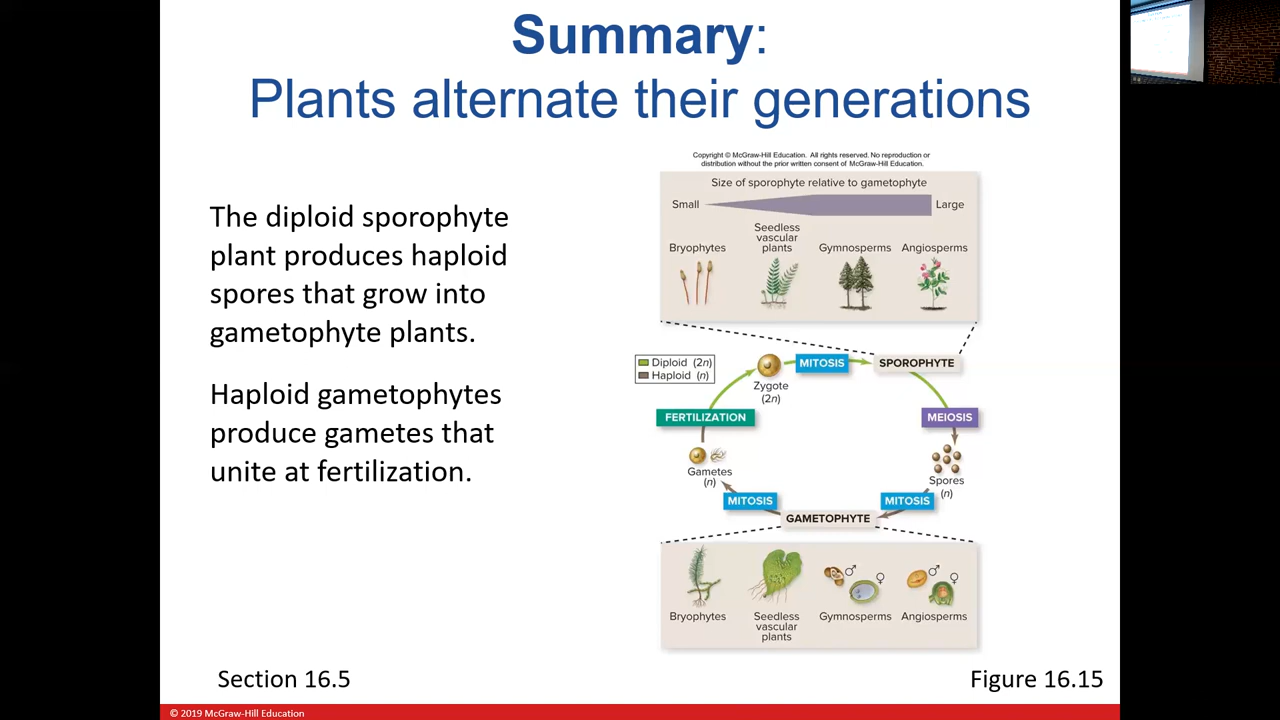 Summary:
Plants alternate their generations
The diploid sporophyte
plant produces haploid
spores that grow into
gametophyte plants.
Haploid gametophytes
produce gametes that
unite at fertilization.
Copyright © McGraw-Hill Education. All rights reserved. No reproduction or
distribution without the prior written consent of McGraw-Hill Education.
Size of sporophyte relative to gametophyte
Small
Large
Bryophytes
Seedless
vascular
plants
Gymnosperms
Angiosperms
Diploid (2n)
Haploid (n)
Zygote
(2n)
MITOSIS
SPOROPHYTE
FERTILIZATION
MEIOSIS
Gametes
(n)
Spores
(n)
MITOSIS
MITOSIS
GAMETOPHYTE
♂
♀
♂
♀
Bryophytes
Seedless
vascular
plants
Gymnosperms
Angiosperms
Section 16.5
Figure 16.15
© 2019 McGraw-Hill Education